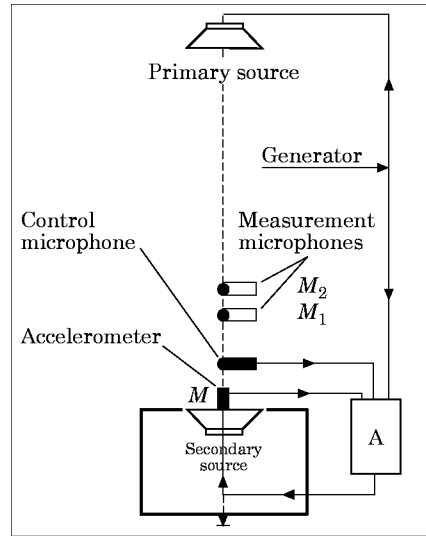 Primary source
Generator
Control
microphone
Measurement
microphones
M2
M1
Accelerometer
M
A
Secondary
source